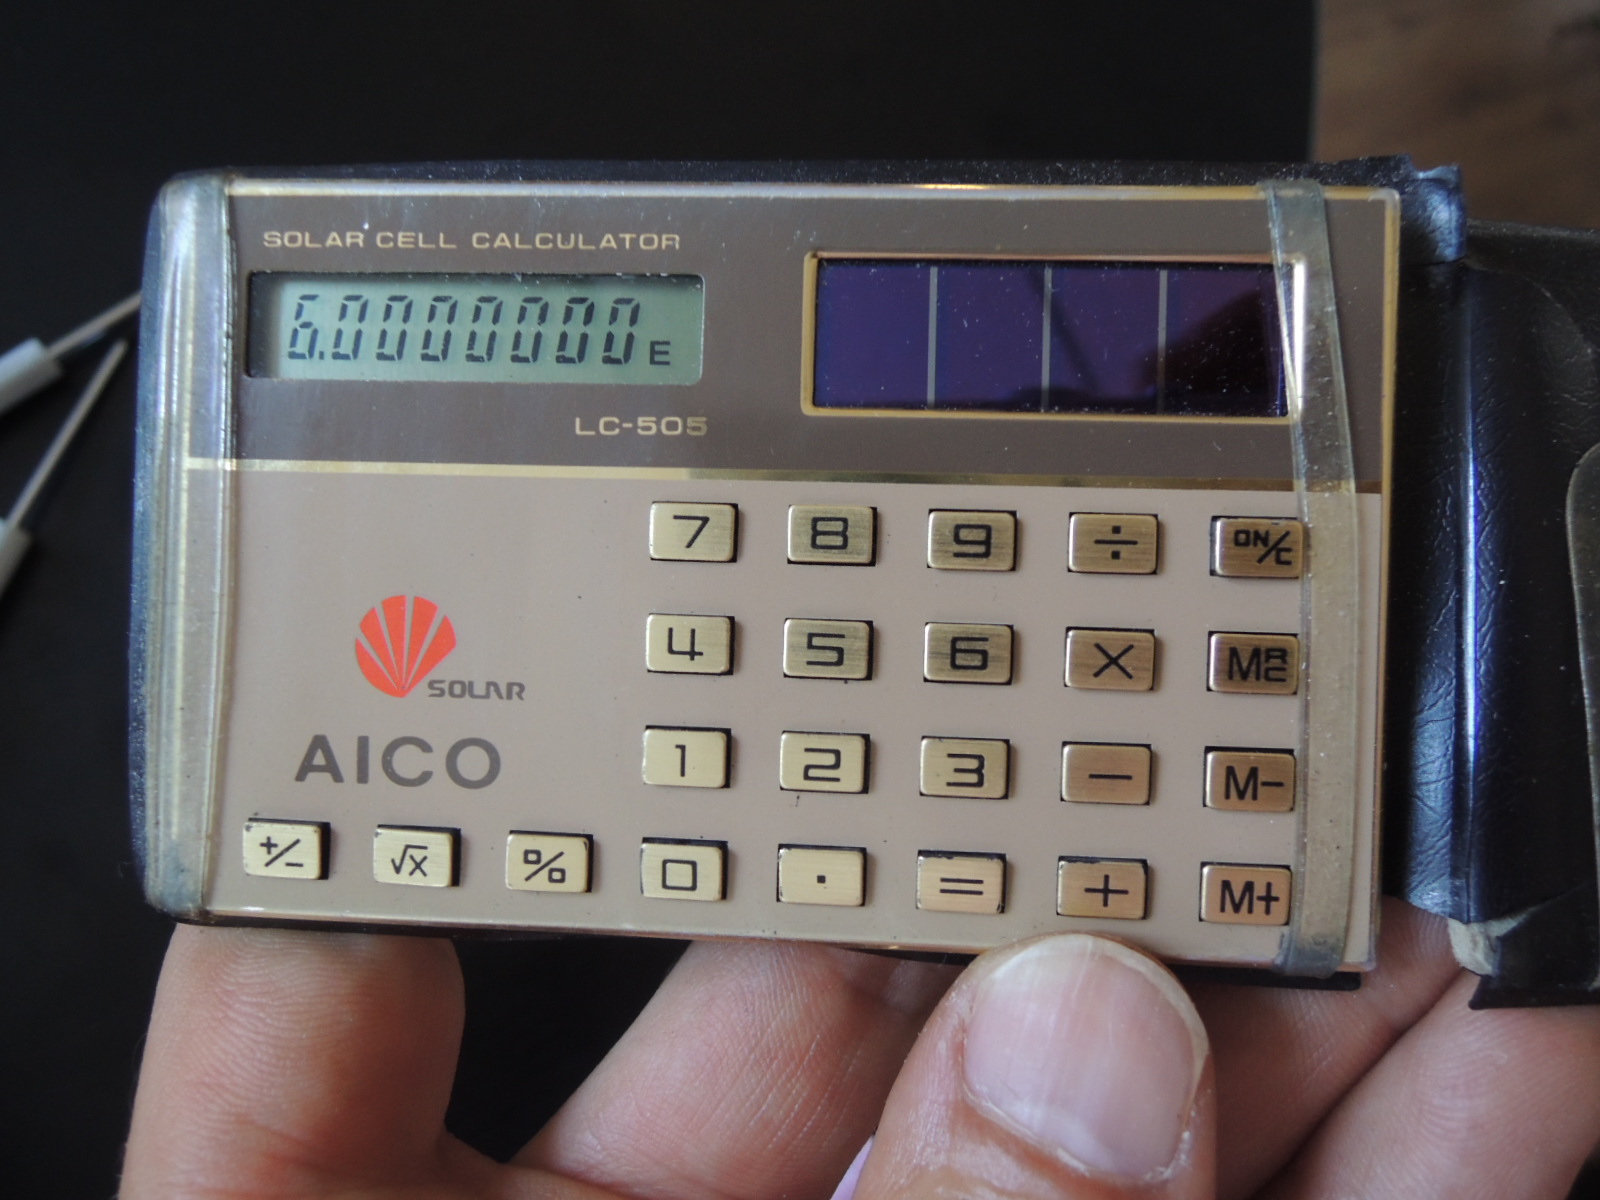 SOLAR CELL CALCULATOR
6.0000000 E
LC-505
7 8 9 ÷ ON/C
4 5 6 × MRC
SOLAR
AICO
1 2 3 − M−
+/− √x % 0 . = + M+